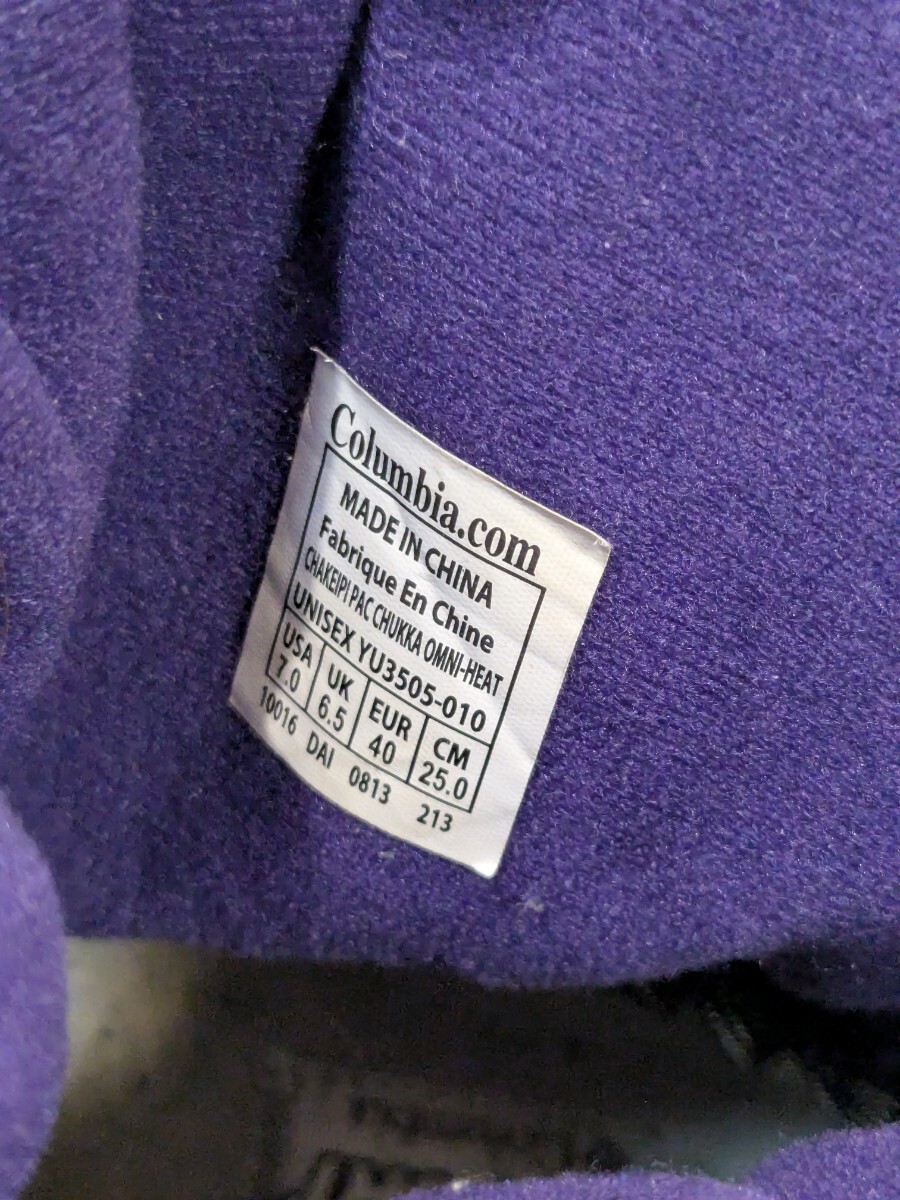 Columbia.com
MADE IN CHINA
Fabrique En Chine
CHAKEIPI PAC CHUKKA OMNI-HEAT
UNISEX YU3505-010
USA UK EUR CM
7.0 6.5 40 25.0
10016 DAI 0813 213